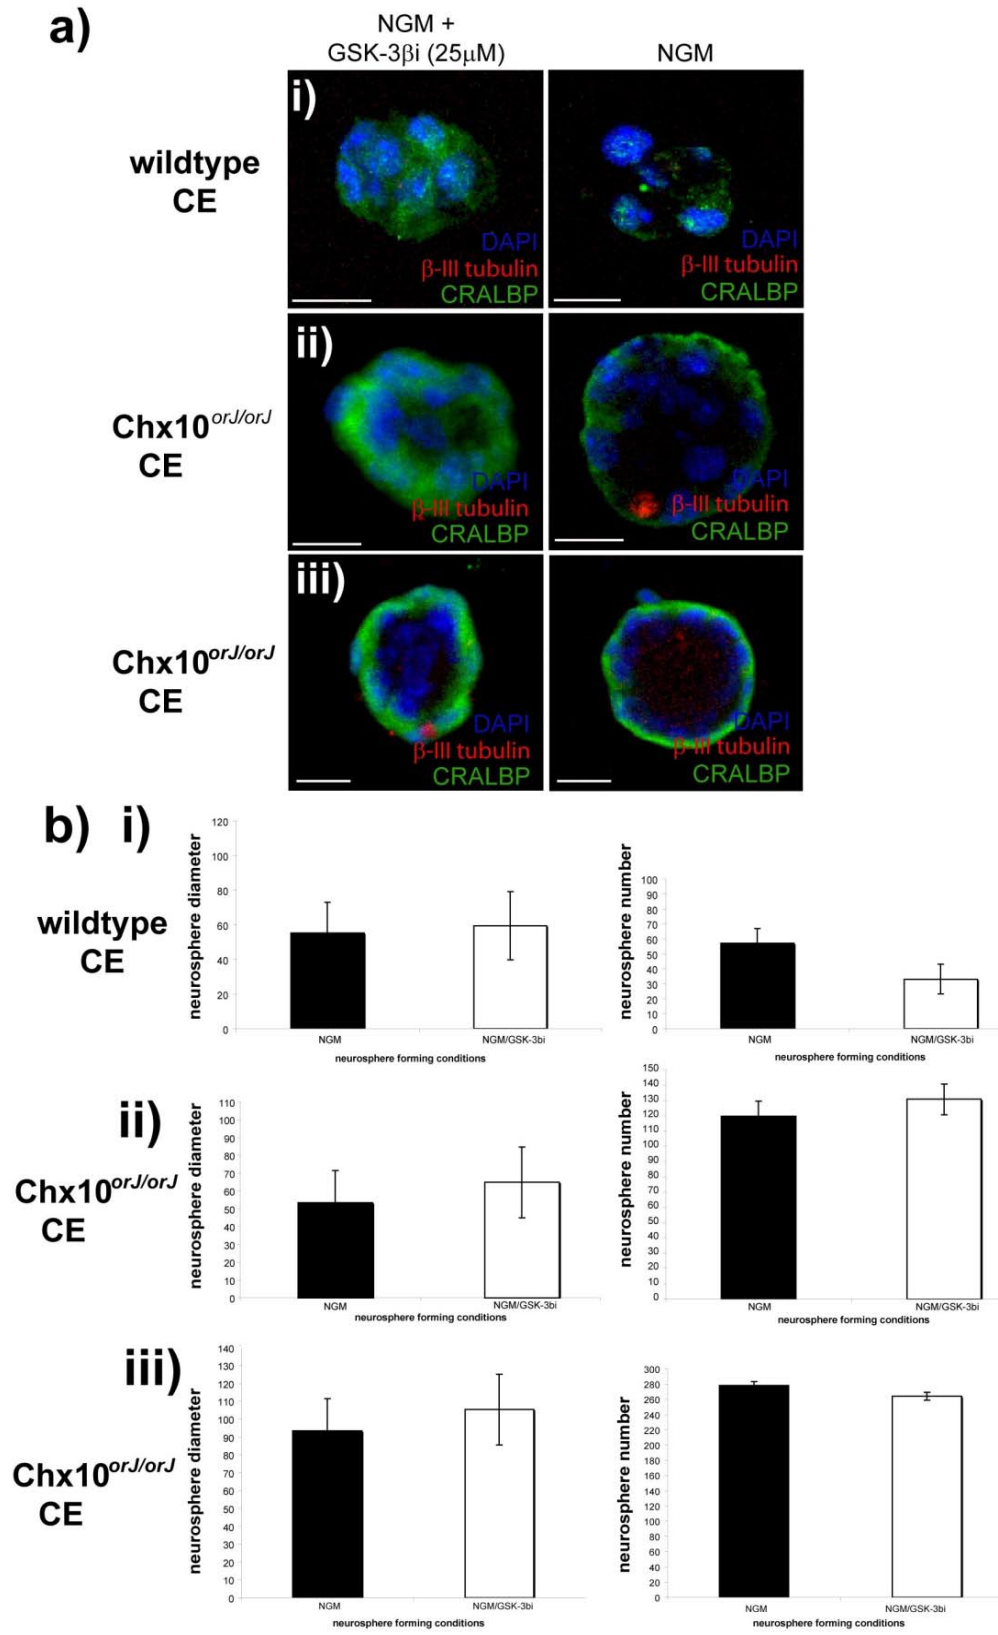 a)
NGM +
GSK-3βi (25μM)
NGM
i)
wildtype
CE
DAPI
β-III tubulin
CRALBP
DAPI
β-III tubulin
CRALBP
ii)
Chx10orJ/orJ
CE
DAPI
β-III tubulin
CRALBP
DAPI
β-III tubulin
CRALBP
iii)
Chx10orJ/orJ
CE
DAPI
β-III tubulin
CRALBP
DAPI
β-III tubulin
CRALBP
b) i)
wildtype
CE
neurosphere diameter
120
100
80
60
40
20
0
NGM
NGM/GSK-3bi
neurosphere forming conditions
neurosphere number
100
90
80
70
60
50
40
30
20
10
0
NGM
NGM/GSK-3bi
neurosphere forming conditions
ii)
Chx10orJ/orJ
CE
neurosphere diameter
110
100
90
80
70
60
50
40
30
20
10
0
NGM
NGM/GSK-3bi
neurosphere forming conditions
neurosphere number
150
140
130
120
110
100
90
80
70
60
50
40
30
20
10
0
NGM
NGM/GSK-3bi
neurosphere forming conditions
iii)
Chx10orJ/orJ
CE
neurosphere diameter
140
130
120
110
100
90
80
70
60
50
40
30
20
10
0
NGM
NGM/GSK-3bi
neurosphere forming conditions
neurosphere number
300
280
260
240
220
200
180
160
140
120
100
80
60
40
20
0
NGM
NGM/GSK-3bi
neurosphere forming conditions